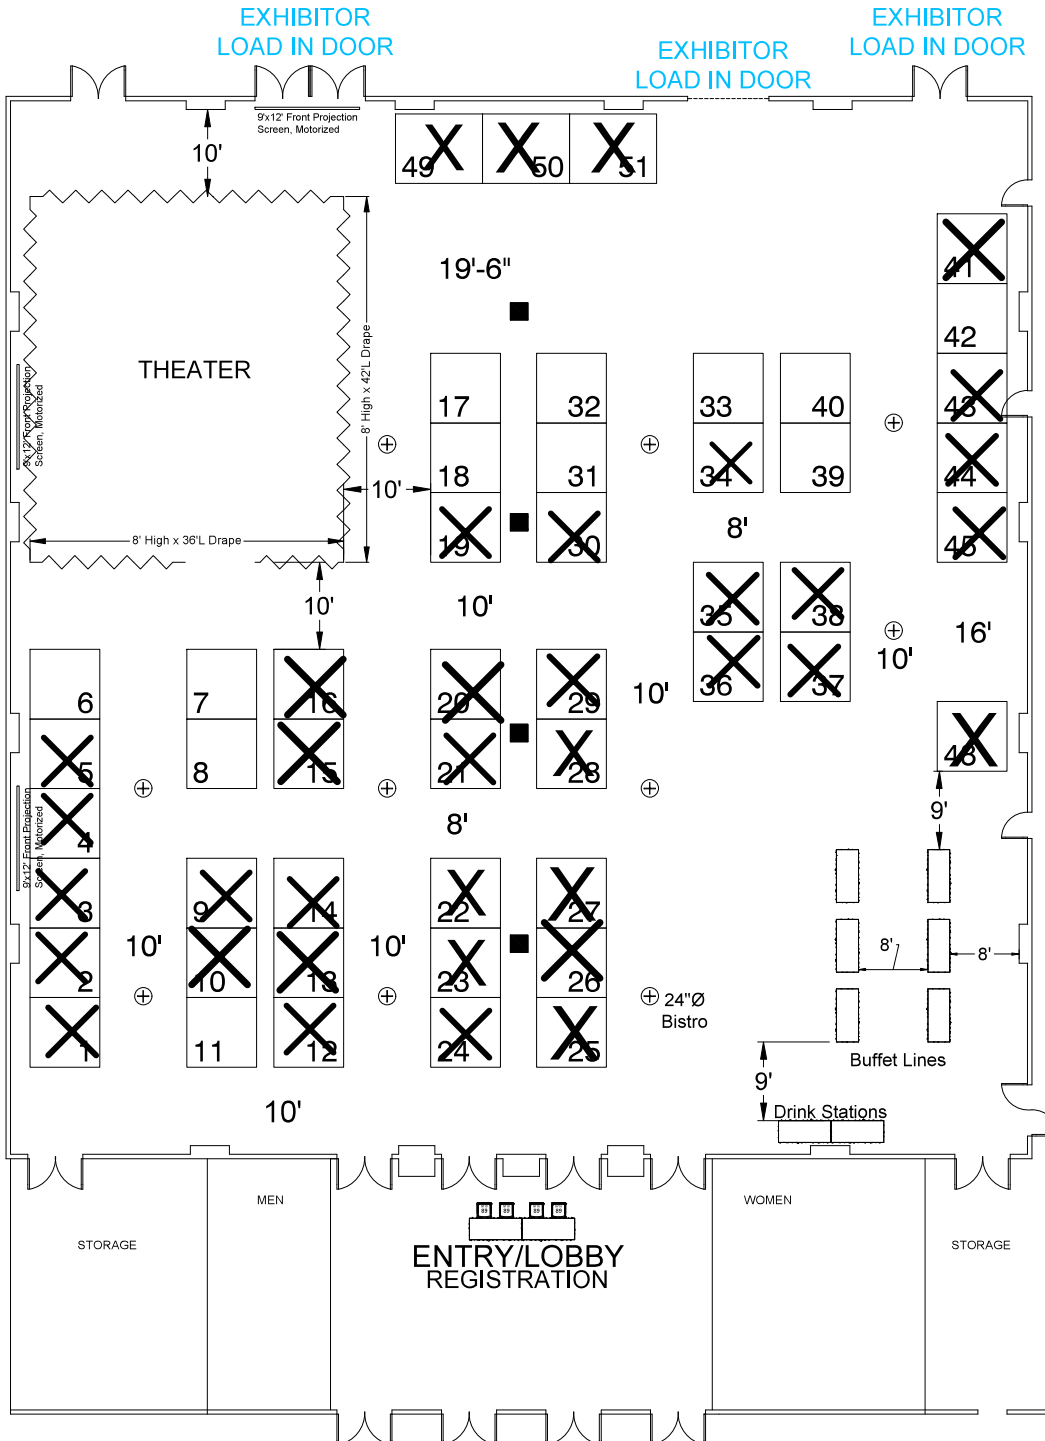 EXHIBITOR
LOAD IN DOOR
EXHIBITOR
LOAD IN DOOR
EXHIBITOR
LOAD IN DOOR
9'x12' Front Projection
Screen, Motorized
10'
49
50
51
19'-6"
41
42
43
44
45
THEATER
8' High x 42'L Drape
9'x12' Front Projection
Screen, Motorized
8' High x 36'L Drape
10'
17
32
33
40
18
31
34
39
19
30
8'
10'
10'
35
38
36
37
16'
10'
10'
6
7
16
20
29
5
8
15
21
28
48
9'x12' Front Projection
Screen, Motorized
4
8'
9'
3
9
14
22
27
2
10'
10
13
10'
23
26
8'
8'
1
11
12
24
25
24"Ø
Bistro
Buffet Lines
9'
10'
Drink Stations
MEN
WOMEN
STORAGE
STORAGE
ENTRY/LOBBY
REGISTRATION